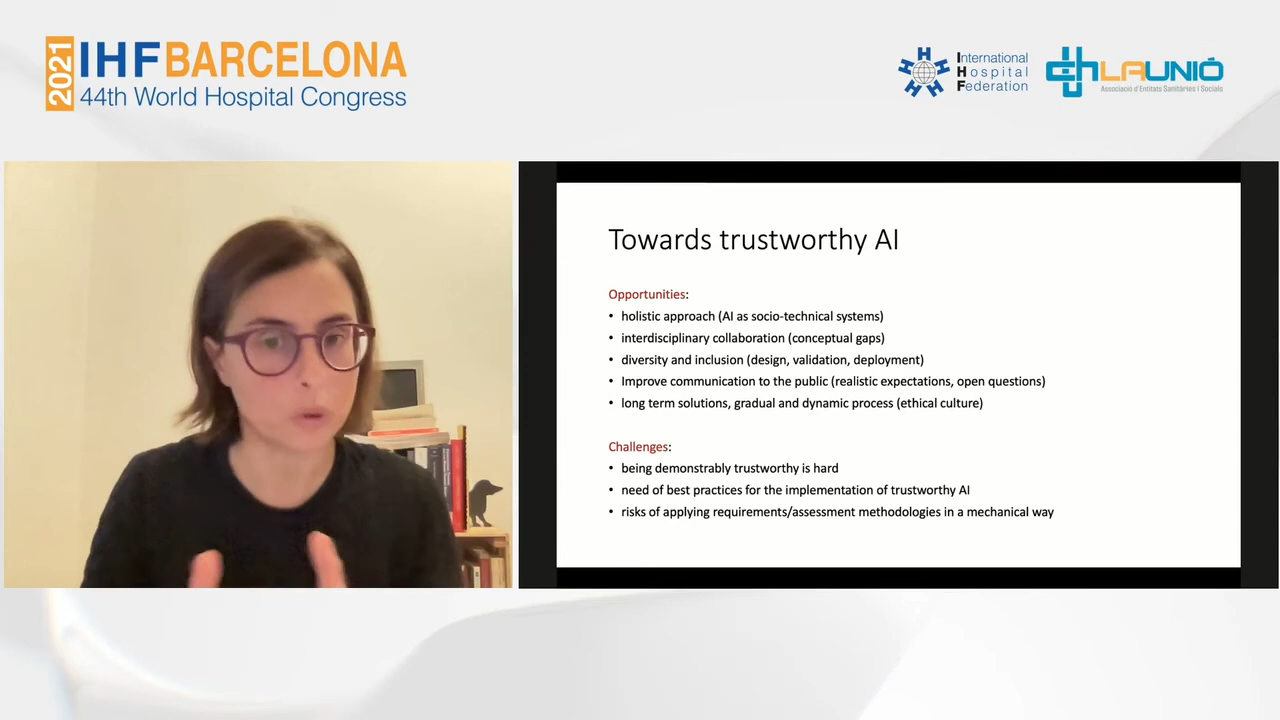 2021
IHF BARCELONA
44th World Hospital Congress
International
Hospital
Federation
LAUNIÓ
Associació d'Entitats Sanitàries i Socials
Towards trustworthy AI
Opportunities:
• holistic approach (AI as socio-technical systems)
• interdisciplinary collaboration (conceptual gaps)
• diversity and inclusion (design, validation, deployment)
• Improve communication to the public (realistic expectations, open questions)
• long term solutions, gradual and dynamic process (ethical culture)
Challenges:
• being demonstrably trustworthy is hard
• need of best practices for the implementation of trustworthy AI
• risks of applying requirements/assessment methodologies in a mechanical way